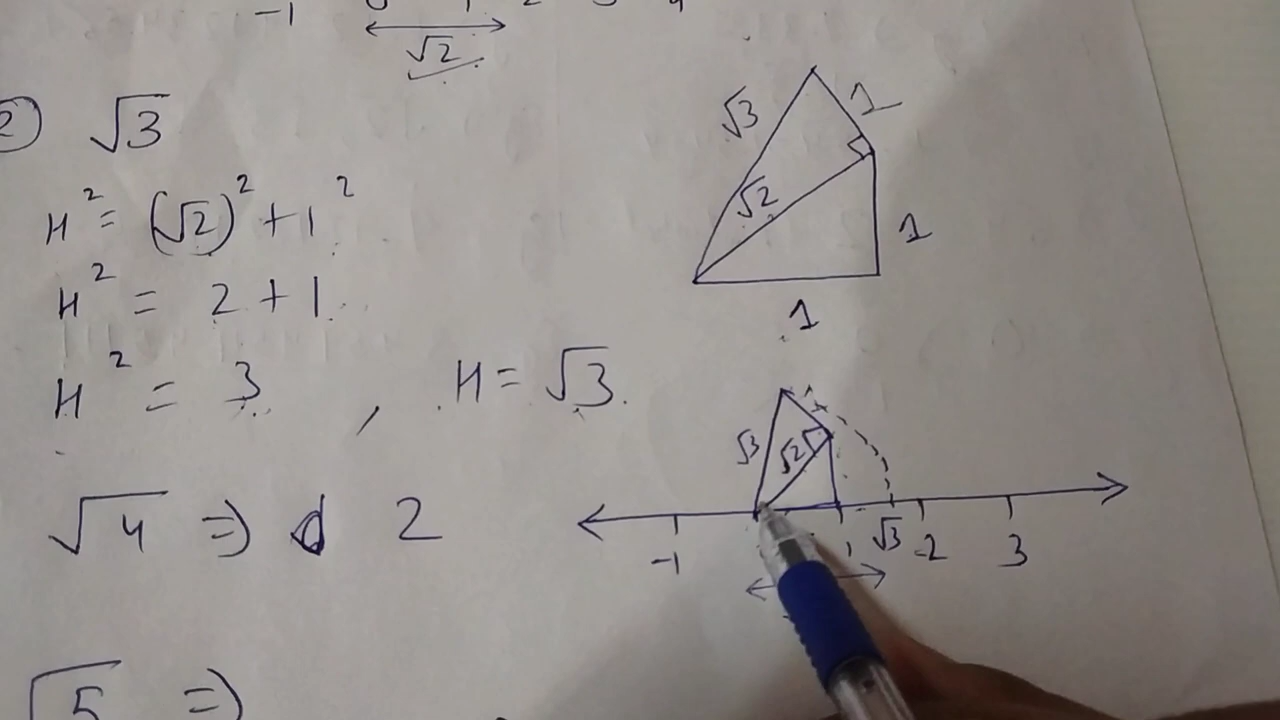 -1
√2
2) √3
H² = (√2)² + 1²
H² = 2 + 1
H² = 3 , H = √3
√4 ⇒ 2
√5 ⇒
√3 1
√2
1
1
√3 √2
-1 1 √3 2 3